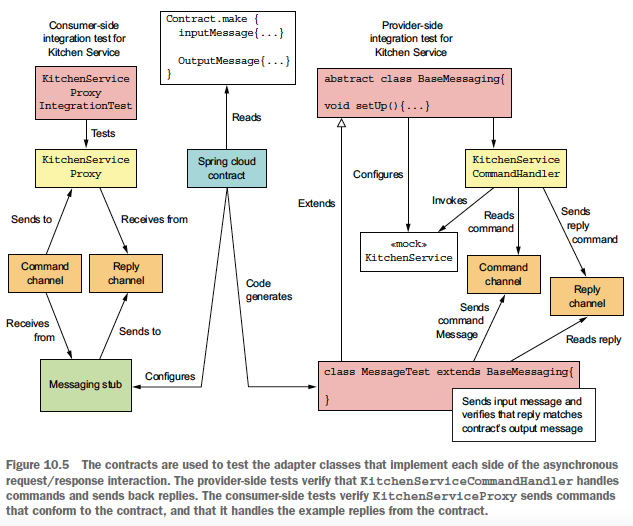 Consumer-side
integration test for
Kitchen Service
KitchenService
Proxy
IntegrationTest
Tests
KitchenService
Proxy
Sends to
Receives from
Command
channel
Reply
channel
Receives
from
Sends to
Messaging stub
Contract.make {
inputMessage{...}
OutputMessage{...}
}
Reads
Spring cloud
contract
Code
generates
Configures
Provider-side
integration test for
Kitchen Service
abstract class BaseMessaging{
void setUp(){...}
Extends
Configures
KitchenService
CommandHandler
Invokes
Reads
command
Sends
reply
command
«mock»
KitchenService
Command
channel
Reply
channel
Sends
command
Message
Reads reply
class MessageTest extends BaseMessaging{
}
Sends input message and
verifies that reply matches
contract's output message
Figure 10.5 The contracts are used to test the adapter classes that implement each side of the asynchronous
request/response interaction. The provider-side tests verify that KitchenServiceCommandHandler handles
commands and sends back replies. The consumer-side tests verify KitchenServiceProxy sends commands
that conform to the contract, and that it handles the example replies from the contract.